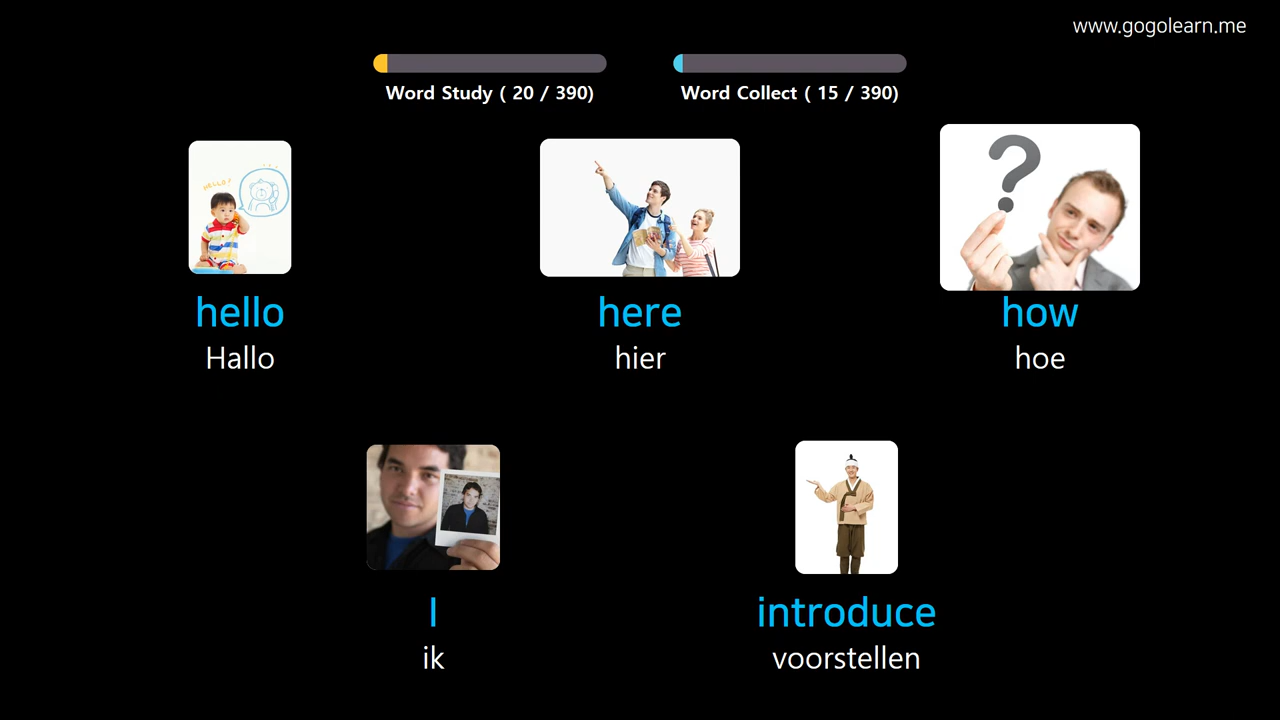 www.gogolearn.me
Word Study ( 20 / 390)
Word Collect ( 15 / 390)
HELLO!
hello
Hallo
here
hier
how
hoe
?
I
ik
introduce
voorstellen